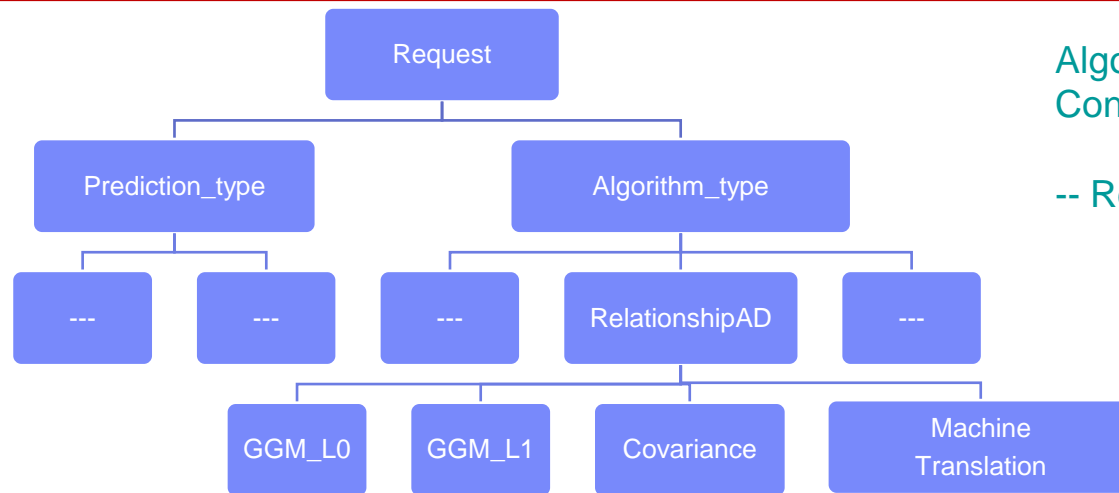 Request
Prediction_type
Algorithm_type
---
---
---
RelationshipAD
---
GGM_L0
GGM_L1
Covariance
Machine
Translation
--